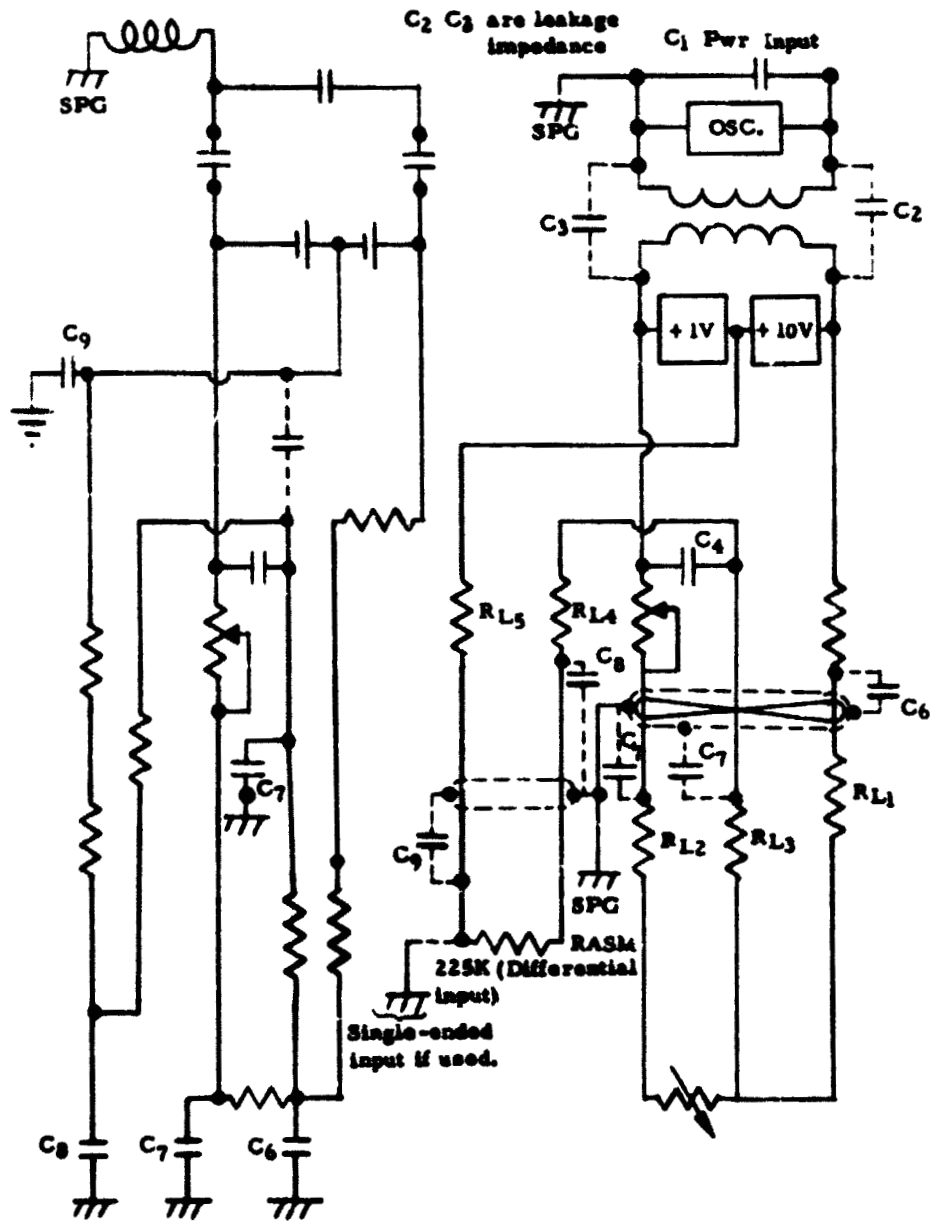 C2 C3 are leakage
impedance
C1 Pwr Input
SPG
SPG
OSC.
C3
C2
+ 1V
+ 10V
C9
C4
RL5
RL4
C8
C6
C7
C7
C7
RL1
RL2
RL3
C9
SPG
RASM
225K (Differential
input)
Single-ended
input if used.
C8
C7
C6